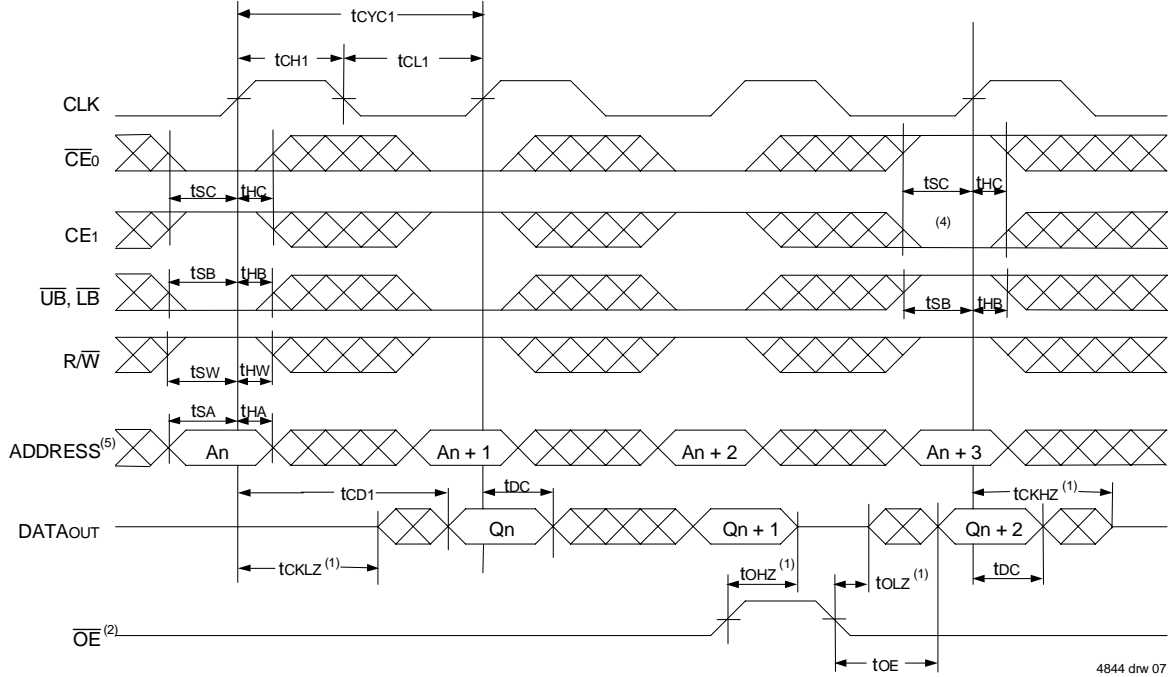 tCYC1
tCH1 tCL1
CLK
CE0
tSC tHC tSC tHC
CE1 (4)
tSB tHB
UB, LB
tSB tHB
R/W
tSW tHW
tSA tHA
ADDRESS(5) An An + 1 An + 2 An + 3
tCD1 tDC tCKHZ (1)
DATAOUT Qn Qn + 1 Qn + 2
tCKLZ (1) tOHZ (1) tOLZ (1) tDC
OE (2)
tOE
4844 drw 07